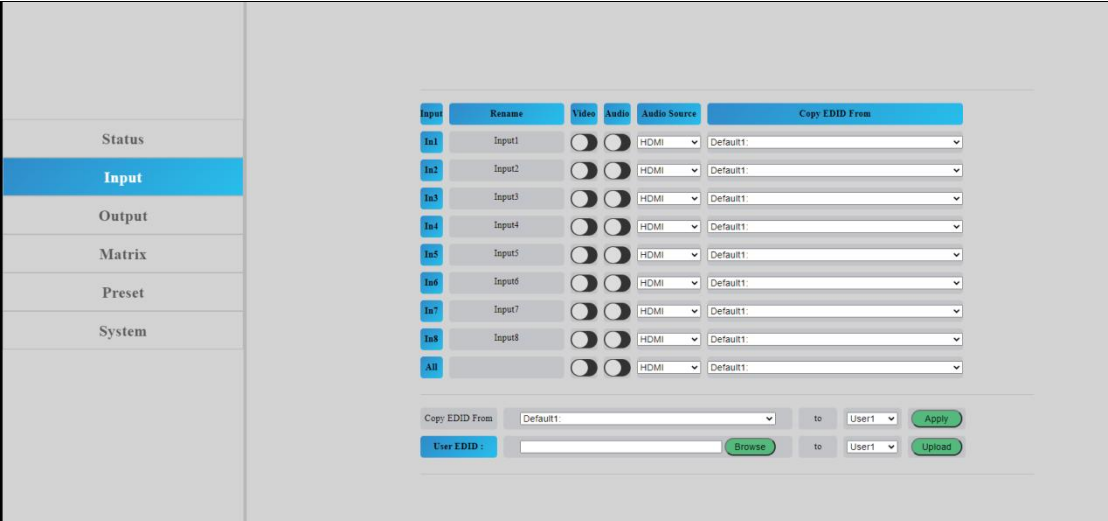 Status
Input
Output
Matrix
Preset
System
Input Rename Video Audio Audio Source Copy EDID From
In1 Input1 HDMI Default1:
In2 Input2 HDMI Default1:
In3 Input3 HDMI Default1:
In4 Input4 HDMI Default1:
In5 Input5 HDMI Default1:
In6 Input6 HDMI Default1:
In7 Input7 HDMI Default1:
In8 Input8 HDMI Default1:
All HDMI Default1:
Copy EDID From Default1: to User1 Apply
User EDID : Browse to User1 Upload